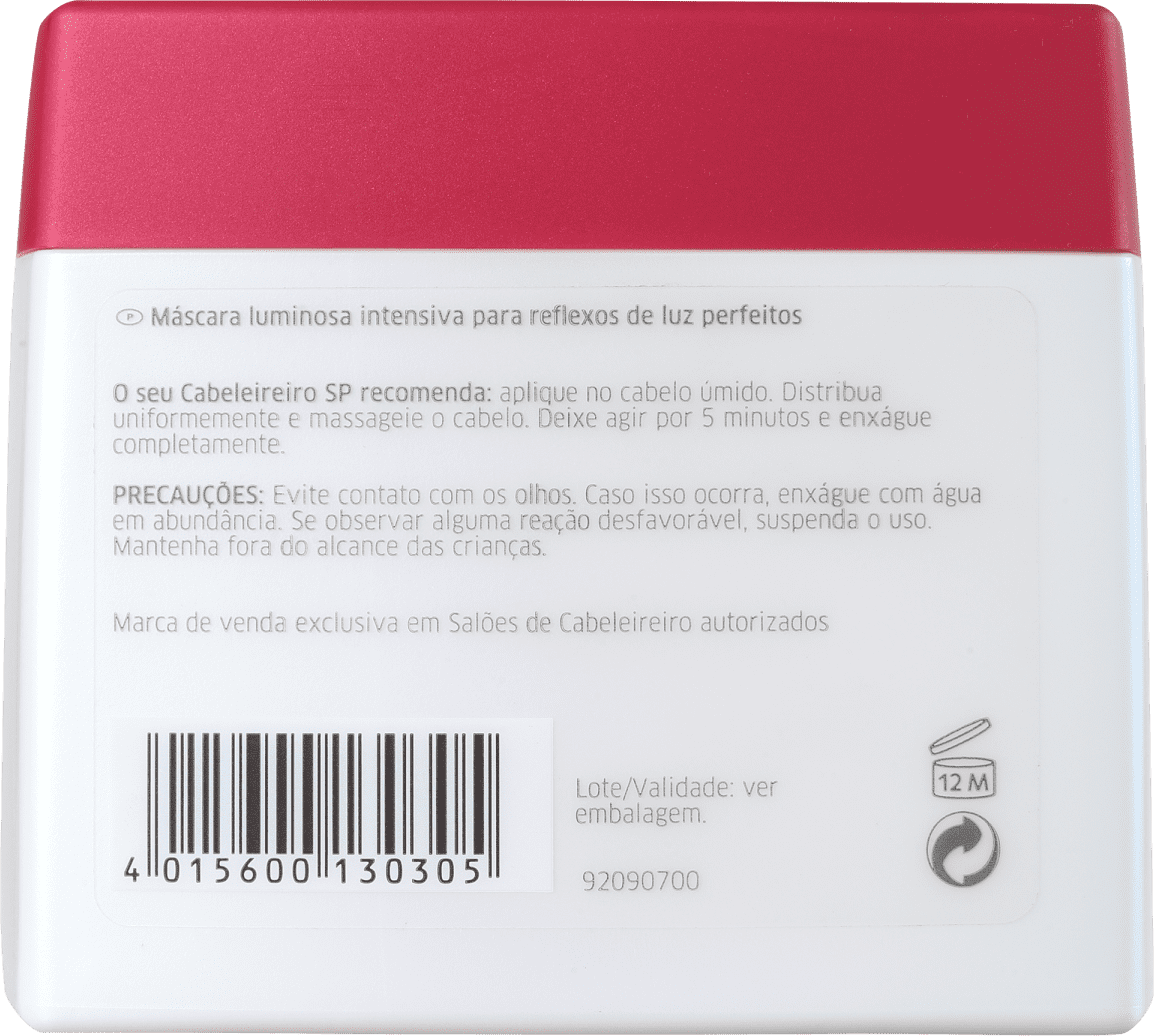 P Máscara luminosa intensiva para reflexos de luz perfeitos
O seu Cabeleireiro SP recomenda: aplique no cabelo úmido. Distribua
uniformemente e massageie o cabelo. Deixe agir por 5 minutos e enxágue
completamente.
PRECAUÇÕES: Evite contato com os olhos. Caso isso ocorra, enxágue com água
em abundância. Se observar alguma reação desfavorável, suspenda o uso.
Mantenha fora do alcance das crianças.
Marca de venda exclusiva em Salões de Cabeleireiro autorizados
Lote/Validade: ver
embalagem.
12 M
4 015600 130305
92090700